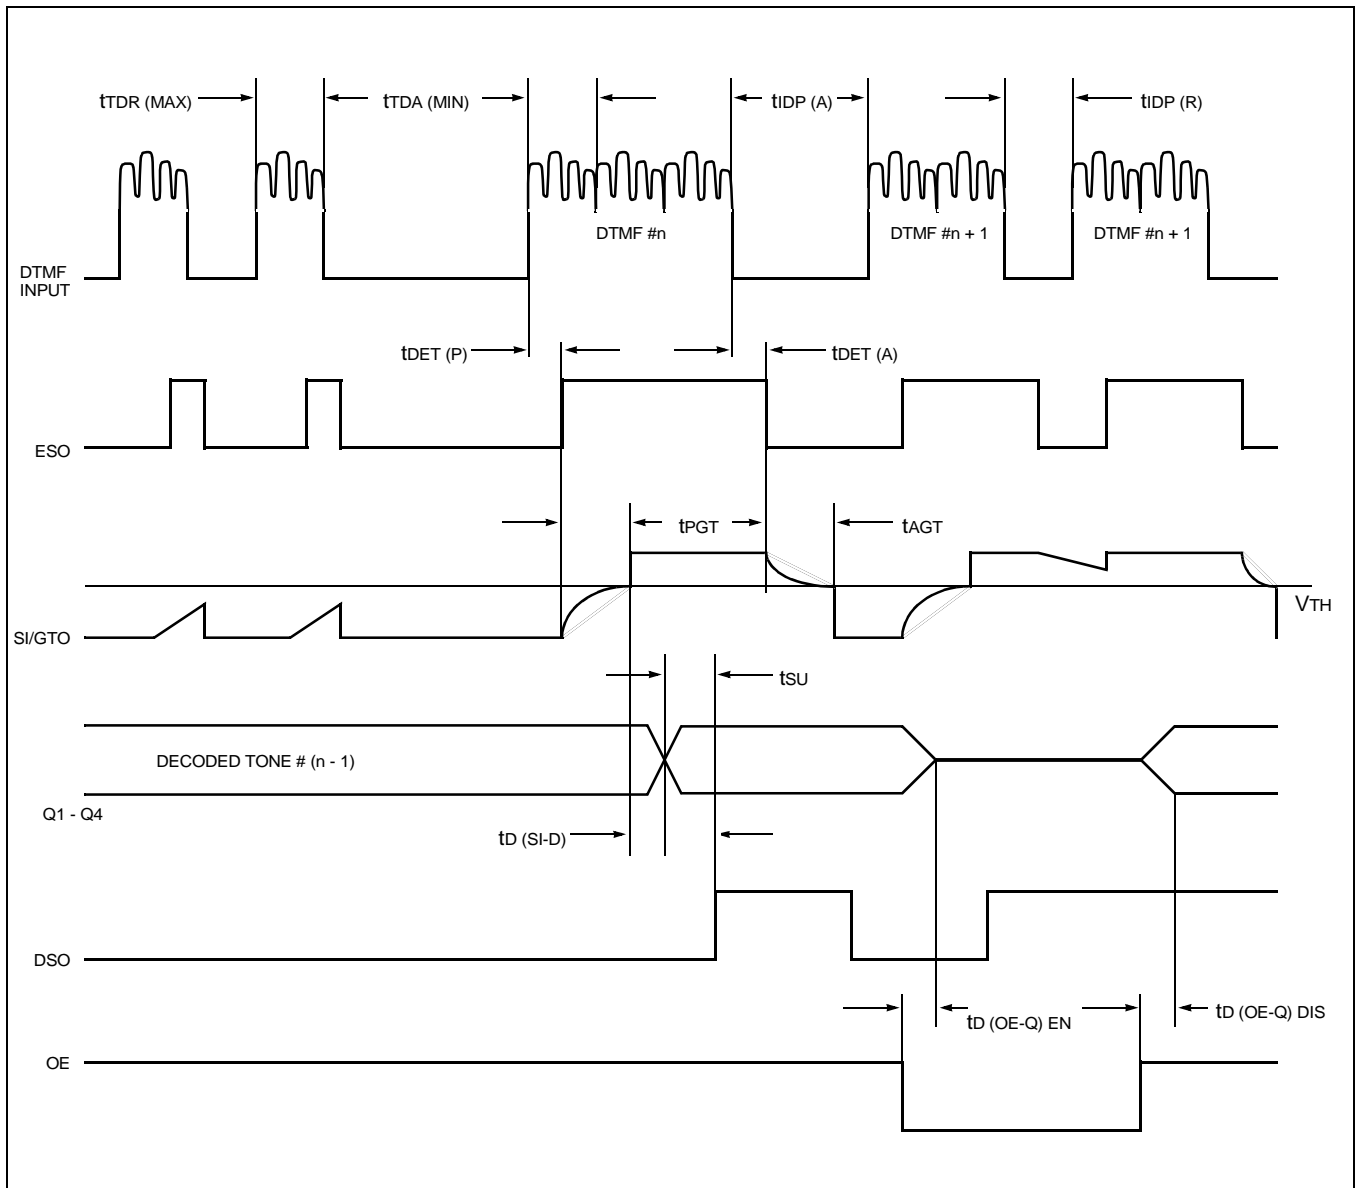 tTDR (MAX)
tTDA (MIN)
tIDP (A)
tIDP (R)
DTMF #n
DTMF #n + 1
DTMF #n + 1
DTMF
INPUT
tDET (P)
tDET (A)
ESO
tPGT
tAGT
VTH
SI/GTO
tSU
DECODED TONE # (n - 1)
Q1 - Q4
tD (SI-D)
DSO
tD (OE-Q) EN
tD (OE-Q) DIS
OE